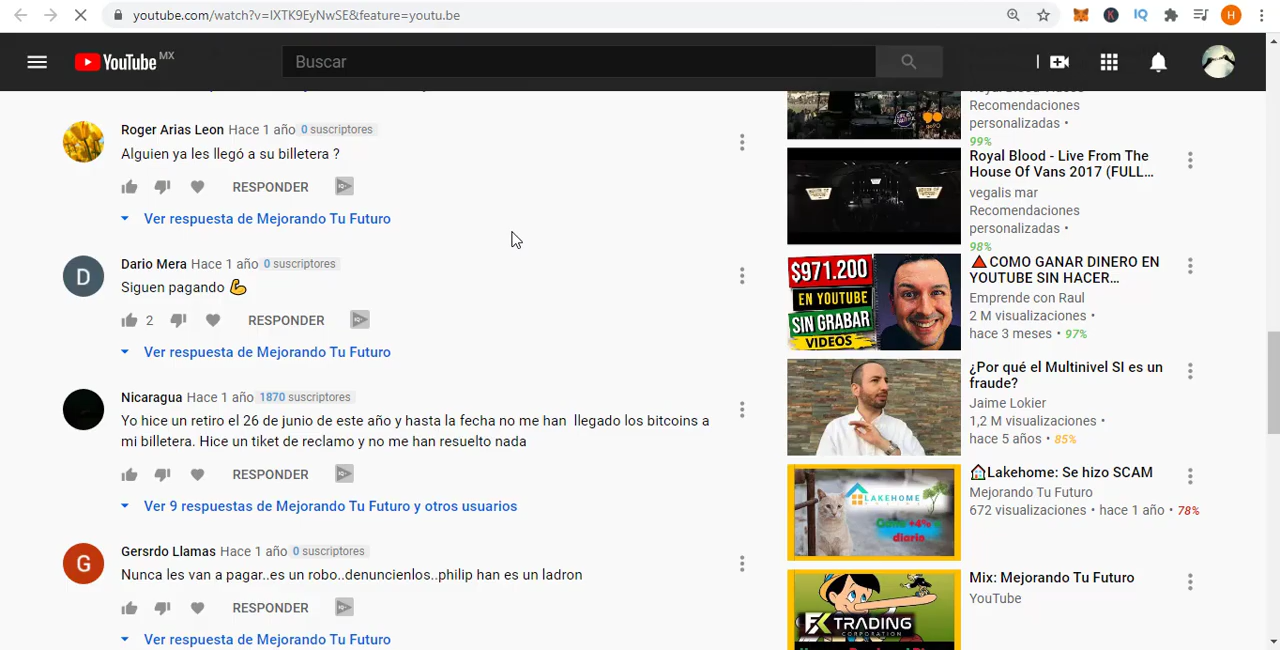 youtube.com/watch?v=IXTK9EyNwSE&feature=youtu.be
YouTube MX
Buscar
Roger Arias Leon Hace 1 año 0 suscriptores
Alguien ya les llegó a su billetera ?
RESPONDER
Ver respuesta de Mejorando Tu Futuro
Dario Mera Hace 1 año 0 suscriptores
Siguen pagando 💪
2 RESPONDER
Ver respuesta de Mejorando Tu Futuro
Nicaragua Hace 1 año 1870 suscriptores
Yo hice un retiro el 26 de junio de este año y hasta la fecha no me han llegado los bitcoins a
mi billetera. Hice un tiket de reclamo y no me han resuelto nada
RESPONDER
Ver 9 respuestas de Mejorando Tu Futuro y otros usuarios
Gersrdo Llamas Hace 1 año 0 suscriptores
Nunca les van a pagar..es un robo..denuncienlos..philip han es un ladron
RESPONDER
Ver respuesta de Mejorando Tu Futuro
Recomendaciones
personalizadas •
99%
Royal Blood - Live From The
House Of Vans 2017 (FULL...
vegalis mar
Recomendaciones
personalizadas •
98%
$971.200
EN YOUTUBE
SIN GRABAR
VIDEOS
🔺COMO GANAR DINERO EN
YOUTUBE SIN HACER...
Emprende con Raul
2 M visualizaciones •
hace 3 meses • 97%
¿Por qué el Multinivel SI es un
fraude?
Jaime Lokier
1,2 M visualizaciones •
hace 5 años • 85%
LAKEHOME
🏠Lakehome: Se hizo SCAM
Mejorando Tu Futuro
672 visualizaciones • hace 1 año • 78%
FX TRADING
CORPORATION
Mix: Mejorando Tu Futuro
YouTube